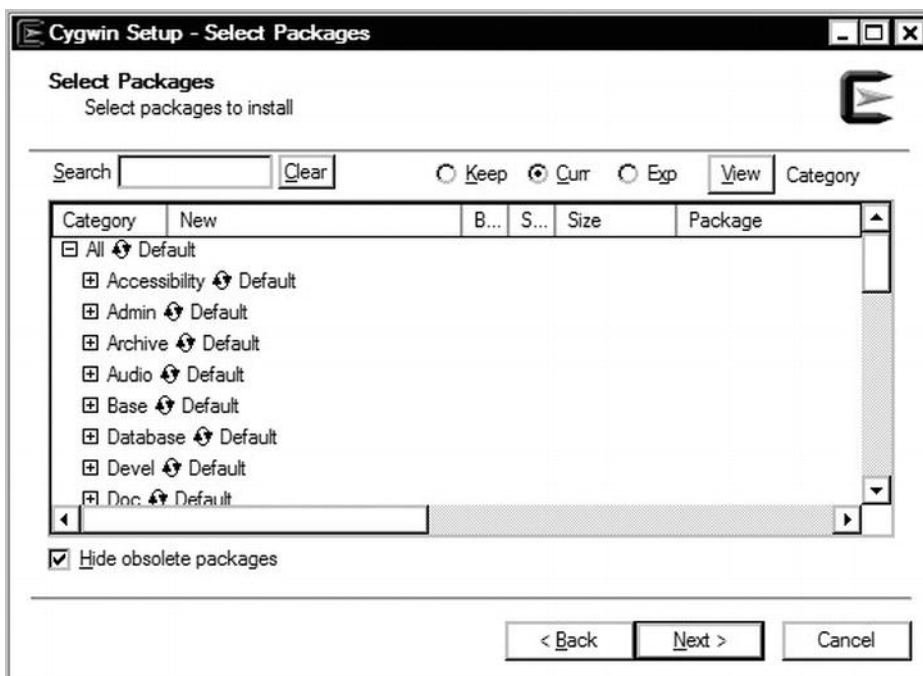 Cygwin Setup - Select Packages
Select Packages
Select packages to install
Search Clear Keep Curr Exp View Category
Category New B... S... Size Package
All Default
Accessibility Default
Admin Default
Archive Default
Audio Default
Base Default
Database Default
Devel Default
Doc Default
Hide obsolete packages
< Back Next > Cancel